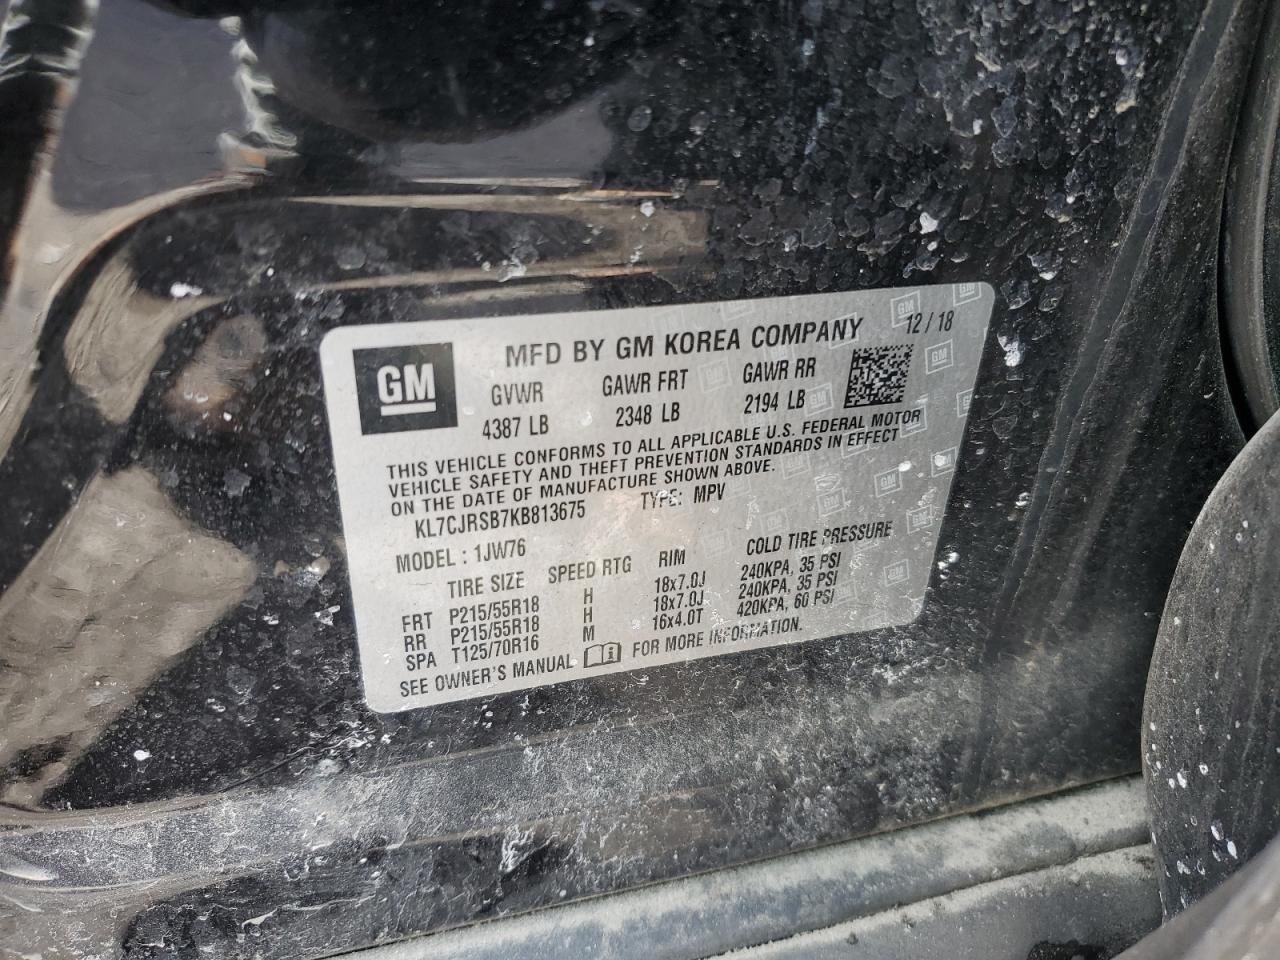 MFD BY GM KOREA COMPANY 12/18
GM
GVWR GAWR FRT GAWR RR
4387 LB 2348 LB 2194 LB
THIS VEHICLE CONFORMS TO ALL APPLICABLE U.S. FEDERAL MOTOR
VEHICLE SAFETY AND THEFT PREVENTION STANDARDS IN EFFECT
ON THE DATE OF MANUFACTURE SHOWN ABOVE.
KL7CJRSB7KB813675 TYPE: MPV
MODEL : 1JW76
TIRE SIZE SPEED RTG RIM COLD TIRE PRESSURE
FRT P215/55R18 H 18x7.0J 240KPA, 35 PSI
RR P215/55R18 H 18x7.0J 240KPA, 35 PSI
SPA T125/70R16 M 16x4.0T 420KPA, 60 PSI
SEE OWNER'S MANUAL FOR MORE INFORMATION.